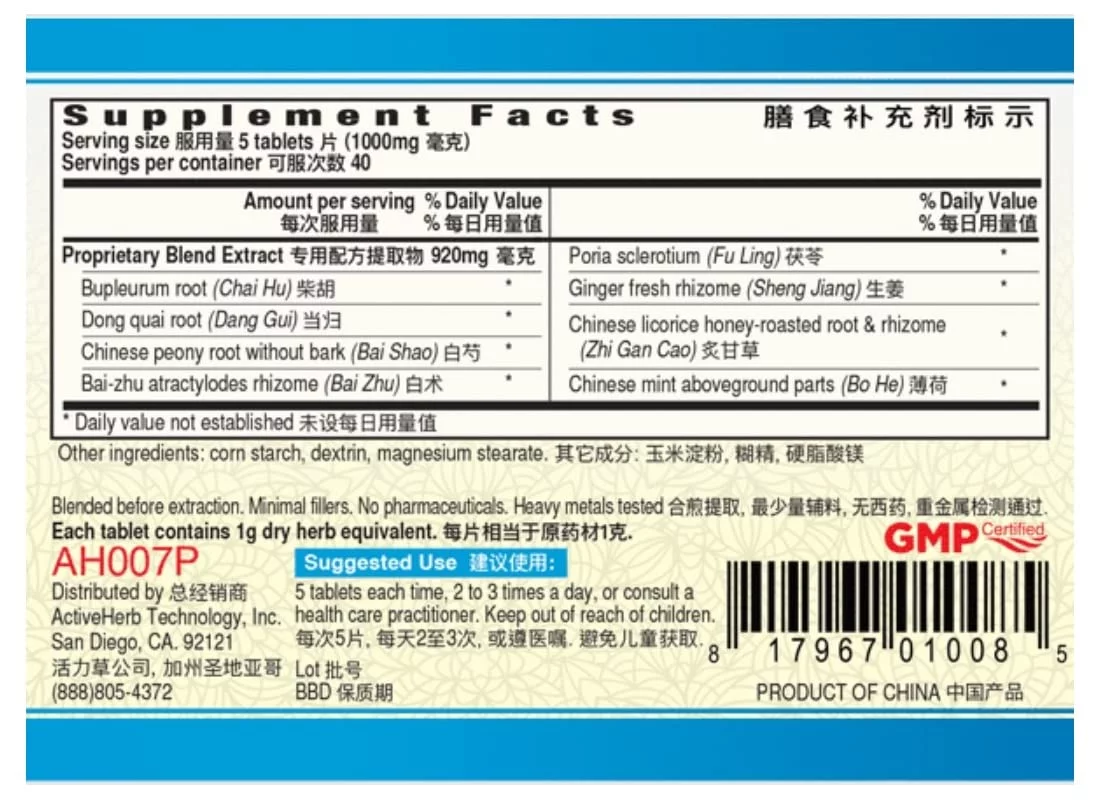 Supplement Facts 膳食补充剂标示
Serving size 服用量 5 tablets 片 (1000mg 毫克)
Servings per container 可服次数 40
Amount per serving % Daily Value
每次服用量 % 每日用量值
Proprietary Blend Extract 专用配方提取物 920mg 毫克
Bupleurum root (Chai Hu) 柴胡 *
Dong quai root (Dang Gui) 当归 *
Chinese peony root without bark (Bai Shao) 白芍 *
Bai-zhu atractylodes rhizome (Bai Zhu) 白术 *
% Daily Value
% 每日用量值
Poria sclerotium (Fu Ling) 茯苓 *
Ginger fresh rhizome (Sheng Jiang) 生姜 *
Chinese licorice honey-roasted root & rhizome
(Zhi Gan Cao) 炙甘草 *
Chinese mint aboveground parts (Bo He) 薄荷 *
* Daily value not established 未设每日用量值
Other ingredients: corn starch, dextrin, magnesium stearate. 其它成分: 玉米淀粉, 糊精, 硬脂酸镁
Blended before extraction. Minimal fillers. No pharmaceuticals. Heavy metals tested 合煎提取, 最少量辅料, 无西药, 重金属检测通过.
Each tablet contains 1g dry herb equivalent. 每片相当于原药材1克.
GMP Certified
AH007P
Distributed by 总经销商
ActiveHerb Technology, Inc.
San Diego, CA. 92121
活力草公司, 加州圣地亚哥
(888)805-4372
Suggested Use 建议使用:
5 tablets each time, 2 to 3 times a day, or consult a
health care practitioner. Keep out of reach of children.
每次5片, 每天2至3次, 或遵医嘱. 避免儿童获取.
Lot 批号
BBD 保质期
8 17967 01008 5
PRODUCT OF CHINA 中国产品